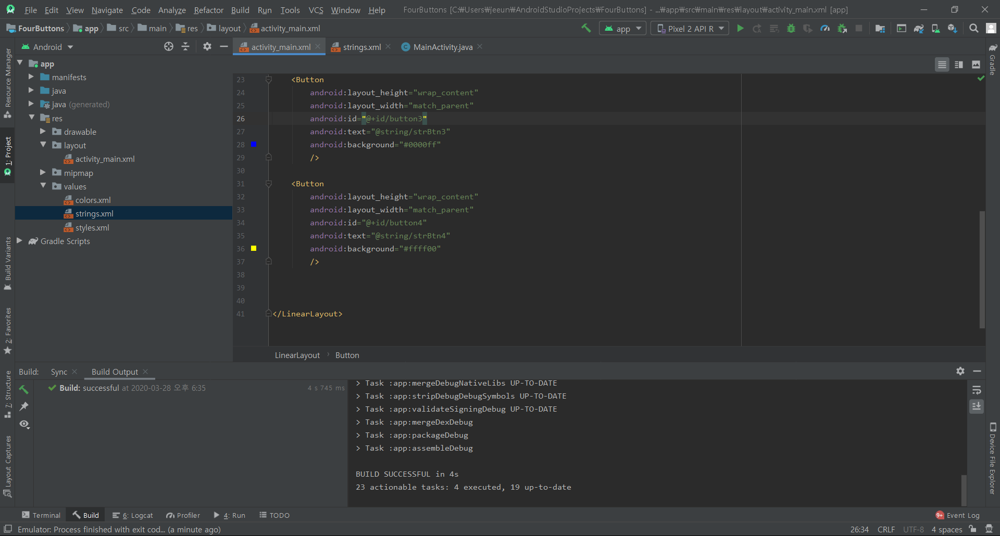 File Edit View Navigate Code Analyze Refactor Build Run Tools VCS Window Help FourButtons [C:₩Users₩jeeun₩AndroidStudioProjects₩FourButtons] - ...₩app₩src₩main₩res₩layout₩activity_main.xml [app]
FourButtons app src main res layout activity_main.xml app Pixel 2 API R
Android
activity_main.xml strings.xml MainActivity.java
app
manifests
java
java (generated)
res
drawable
layout
activity_main.xml
mipmap
values
colors.xml
strings.xml
styles.xml
Gradle Scripts
Resource Manager
1: Project
Build Variants
2: Favorites
7: Structure
Layout Captures
Gradle
Device File Explorer
23 <Button
24 android:layout_height="wrap_content"
25 android:layout_width="match_parent"
26 android:id="@+id/button3"
27 android:text="@string/strBtn3"
28 android:background="#0000ff"
29 />
30
31 <Button
32 android:layout_height="wrap_content"
33 android:layout_width="match_parent"
34 android:id="@+id/button4"
35 android:text="@string/strBtn4"
36 android:background="#ffff00"
37 />
38
39
40
41 </LinearLayout>
LinearLayout Button
Build: Sync Build Output
Build: successful at 2020-03-28 오후 6:35 4 s 745 ms
> Task :app:mergeDebugNativeLibs UP-TO-DATE
> Task :app:stripDebugDebugSymbols UP-TO-DATE
> Task :app:validateSigningDebug UP-TO-DATE
> Task :app:mergeDexDebug
> Task :app:packageDebug
> Task :app:assembleDebug
BUILD SUCCESSFUL in 4s
23 actionable tasks: 4 executed, 19 up-to-date
Terminal Build 6: Logcat Profiler 4: Run TODO 9+ Event Log
Emulator: Process finished with exit cod... (a minute ago) 26:34 CRLF UTF-8 4 spaces